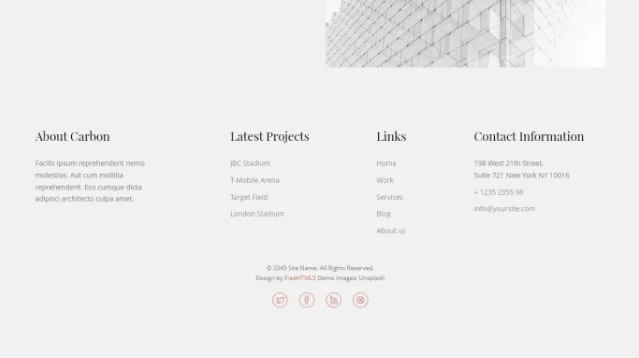 About Carbon
Facilis ipsum reprehenderit nemo
molestias. Aut cum mollitia
reprehenderit. Eos cumque dicta
adipisci architecto culpa amet.
Latest Projects
JBC Stadium
T-Mobile Arena
Target Field
London Stadium
Links
Home
Work
Services
Blog
About us
Contact Information
198 West 21th Street,
Suite 721 New York NY 10016
+ 1235 2355 98
info@yoursite.com
© 2045 Site Name. All Rights Reserved.
Design by FreeHTML5 Demo Images: Unsplash